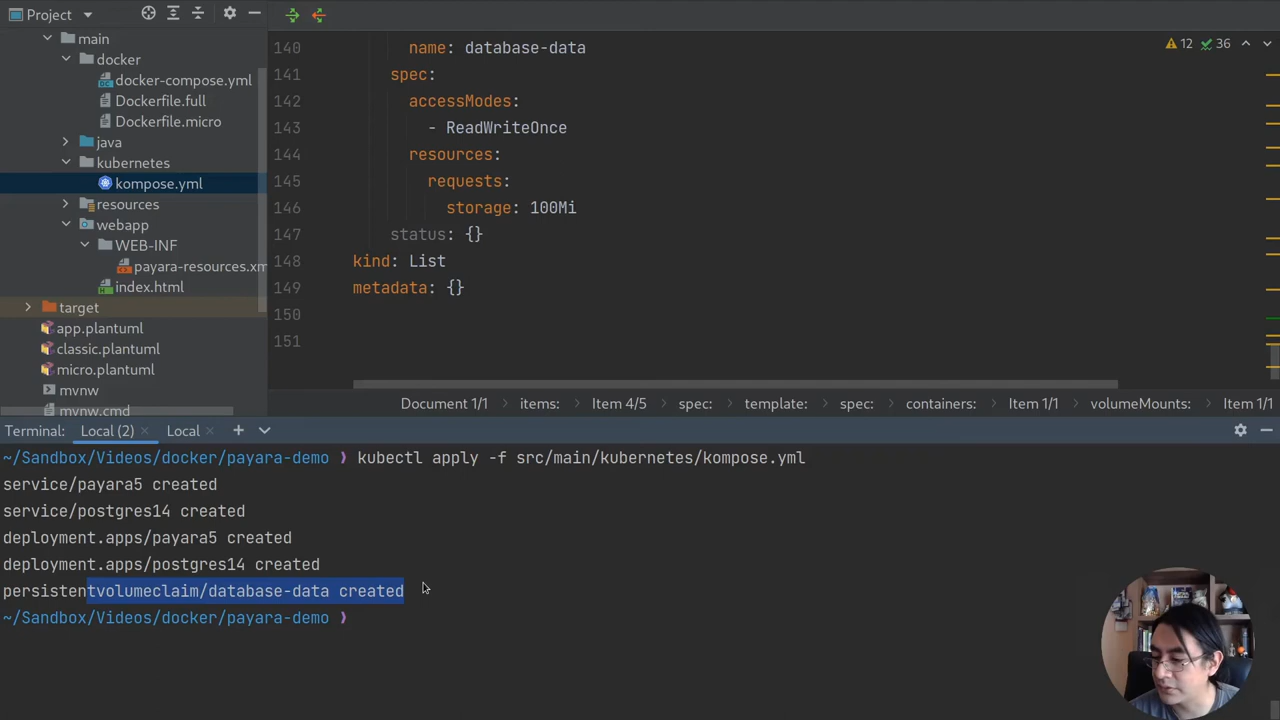 Project
main
docker
docker-compose.yml
Dockerfile.full
Dockerfile.micro
java
kubernetes
kompose.yml
resources
webapp
WEB-INF
payara-resources.xm
index.html
target
app.plantuml
classic.plantuml
micro.plantuml
mvnw
mvnw.cmd
12 36
140 name: database-data
141 spec:
142 accessModes:
143 - ReadWriteOnce
144 resources:
145 requests:
146 storage: 100Mi
147 status: {}
148 kind: List
149 metadata: {}
150
151
Document 1/1 items: Item 4/5 spec: template: spec: containers: Item 1/1 volumeMounts: Item 1/1
Terminal: Local (2) Local
~/Sandbox/Videos/docker/payara-demo ❯ kubectl apply -f src/main/kubernetes/kompose.yml
service/payara5 created
service/postgres14 created
deployment.apps/payara5 created
deployment.apps/postgres14 created
persistentvolumeclaim/database-data created
~/Sandbox/Videos/docker/payara-demo ❯